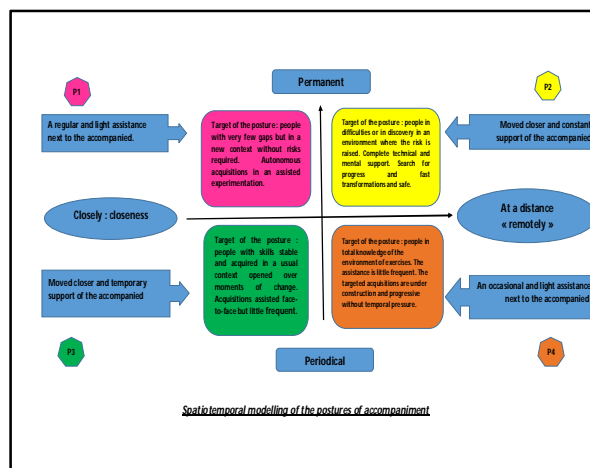 Permanent
P1
P2
A regular and light assistance
next to the accompanied.
Target of the posture : people
with very few gaps but in a
new context without risks
required. Autonomous
acquisitions in an assisted
experimentation.
Target of the posture : people in
difficulties or in discovery in an
environment where the risk is
raised. Complete technical and
mental support. Search for
progress and fast
transformations and safe.
Moved closer and constant
support of the accompanied
Closely : closeness
At a distance
« remotely »
Moved closer and temporary
support of the accompanied
Target of the posture :
people with skills stable
and acquired in a usual
context opened over
moments of change.
Acquisitions assisted face-
to-face but little frequent.
Target of the posture : people in
total knowledge of the
environment of exercises. The
assistance is little frequent. The
targeted acquisitions are under
construction and progressive
without temporal pressure.
An occasional and light assistance
next to the accompanied
P3
P4
Periodical
Spatiotemporal modelling of the postures of accompaniment